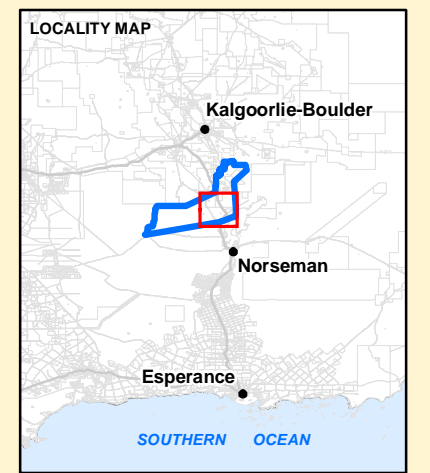 LOCALITY MAP
Kalgoorlie-Boulder
Norseman
Esperance
SOUTHERN OCEAN